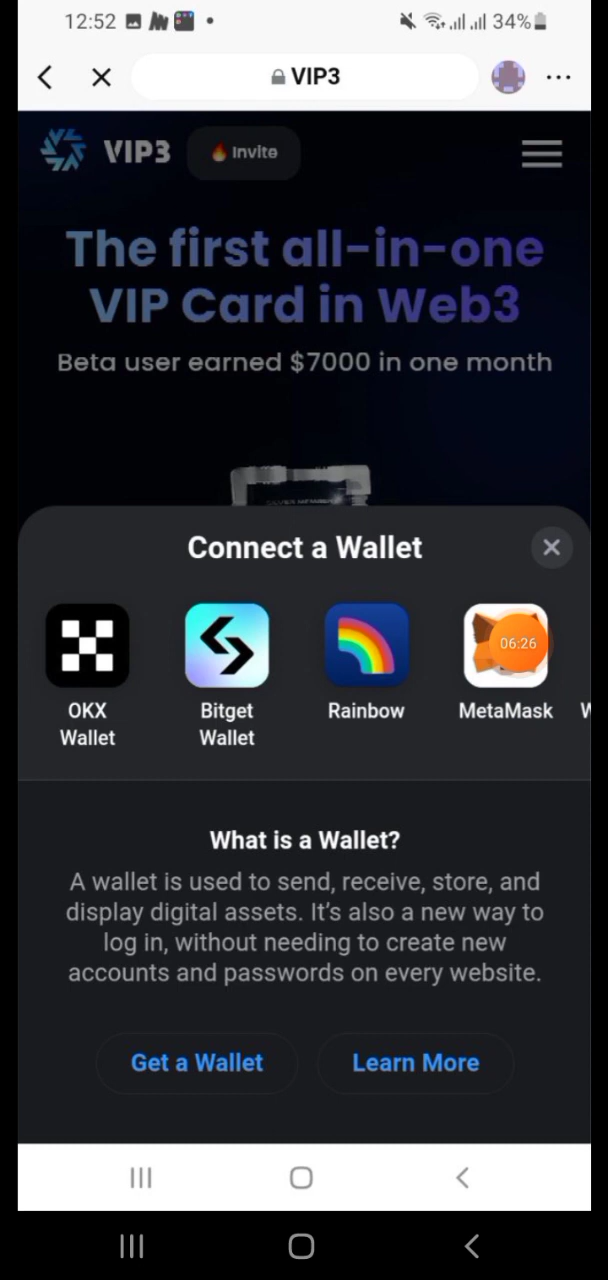 12:52
34%
VIP3
VIP3
Invite
The first all-in-one
VIP Card in Web3
Beta user earned $7000 in one month
Connect a Wallet
06:26
OKX
Wallet
Bitget
Wallet
Rainbow
MetaMask
What is a Wallet?
A wallet is used to send, receive, store, and
display digital assets. It’s also a new way to
log in, without needing to create new
accounts and passwords on every website.
Get a Wallet
Learn More